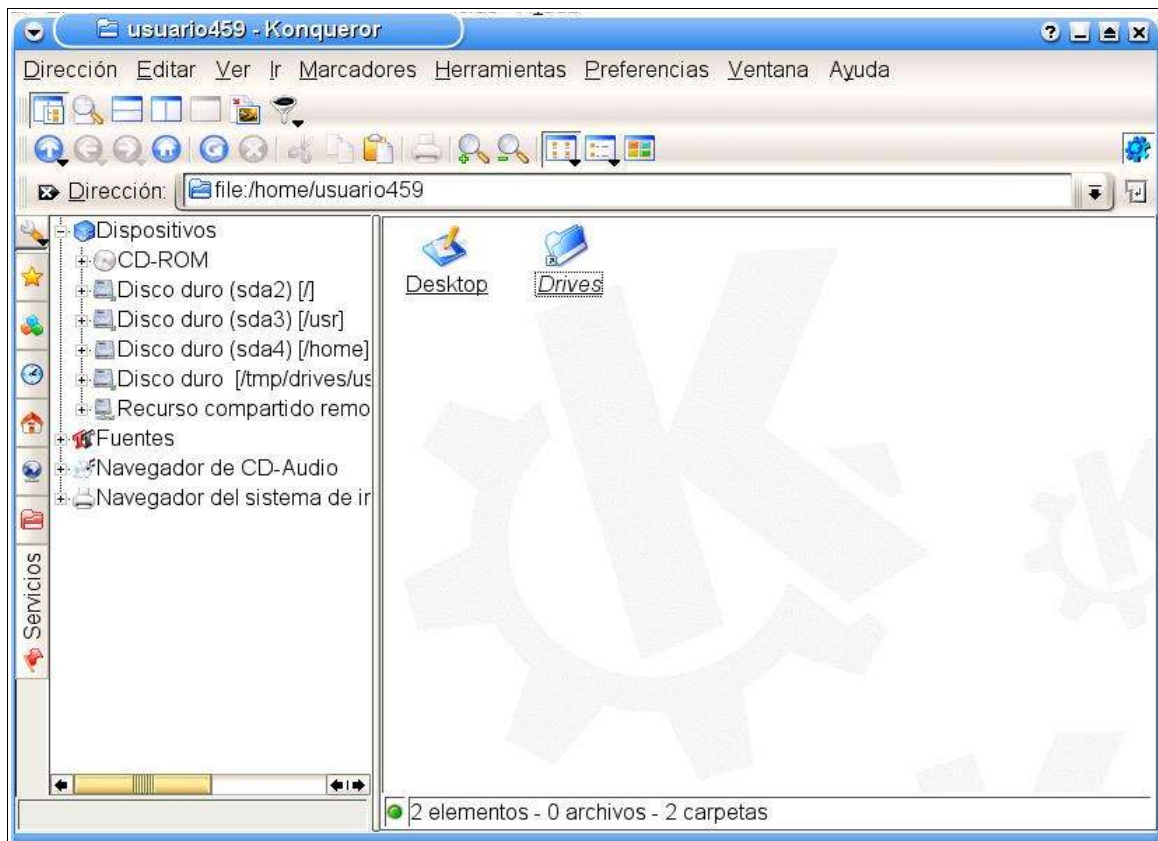 usuario459 - Konqueror
Dirección Editar Ver Ir Marcadores Herramientas Preferencias Ventana Ayuda
Dirección: file:/home/usuario459
Dispositivos
CD-ROM
Disco duro (sda2) [/]
Disco duro (sda3) [/usr]
Disco duro (sda4) [/home]
Disco duro [/tmp/drives/us
Recurso compartido remo
Fuentes
Navegador de CD-Audio
Navegador del sistema de ir
Servicios
Desktop
Drives
2 elementos - 0 archivos - 2 carpetas